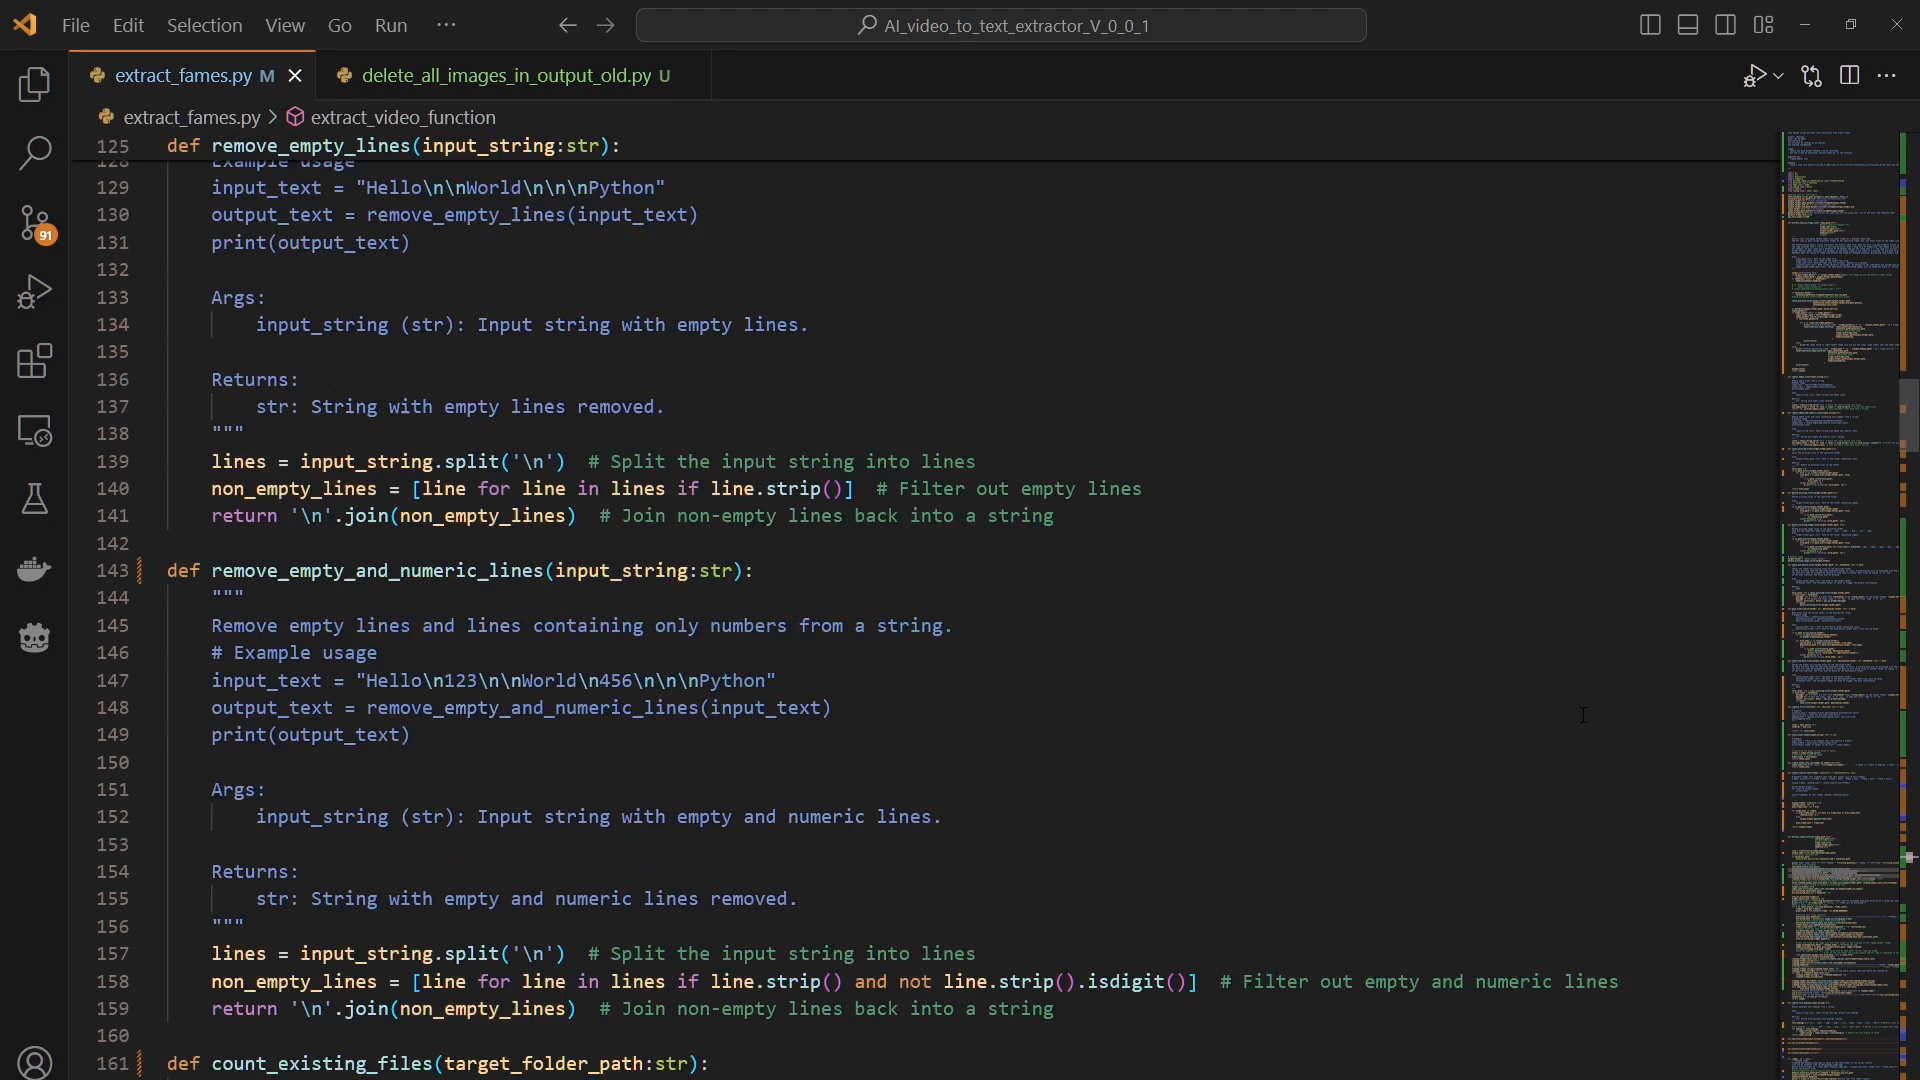 File Edit Selection View Go Run ··· AI_video_to_text_extractor_V_0_0_1
extract_fames.py M delete_all_images_in_output_old.py U
extract_fames.py > extract_video_function
91
125 def remove_empty_lines(input_string:str):
128 Example usage
129 input_text = "Hello\n\nWorld\n\n\nPython"
130 output_text = remove_empty_lines(input_text)
131 print(output_text)
132
133 Args:
134 input_string (str): Input string with empty lines.
135
136 Returns:
137 str: String with empty lines removed.
138 """
139 lines = input_string.split('\n')  # Split the input string into lines
140 non_empty_lines = [line for line in lines if line.strip()]  # Filter out empty lines
141 return '\n'.join(non_empty_lines)  # Join non-empty lines back into a string
142
143 def remove_empty_and_numeric_lines(input_string:str):
144 """
145 Remove empty lines and lines containing only numbers from a string.
146 # Example usage
147 input_text = "Hello\n123\n\nWorld\n456\n\n\nPython"
148 output_text = remove_empty_and_numeric_lines(input_text)
149 print(output_text)
150
151 Args:
152 input_string (str): Input string with empty and numeric lines.
153
154 Returns:
155 str: String with empty and numeric lines removed.
156 """
157 lines = input_string.split('\n')  # Split the input string into lines
158 non_empty_lines = [line for line in lines if line.strip() and not line.strip().isdigit()]  # Filter out empty and numeric lines
159 return '\n'.join(non_empty_lines)  # Join non-empty lines back into a string
160
161 def count_existing_files(target_folder_path:str):